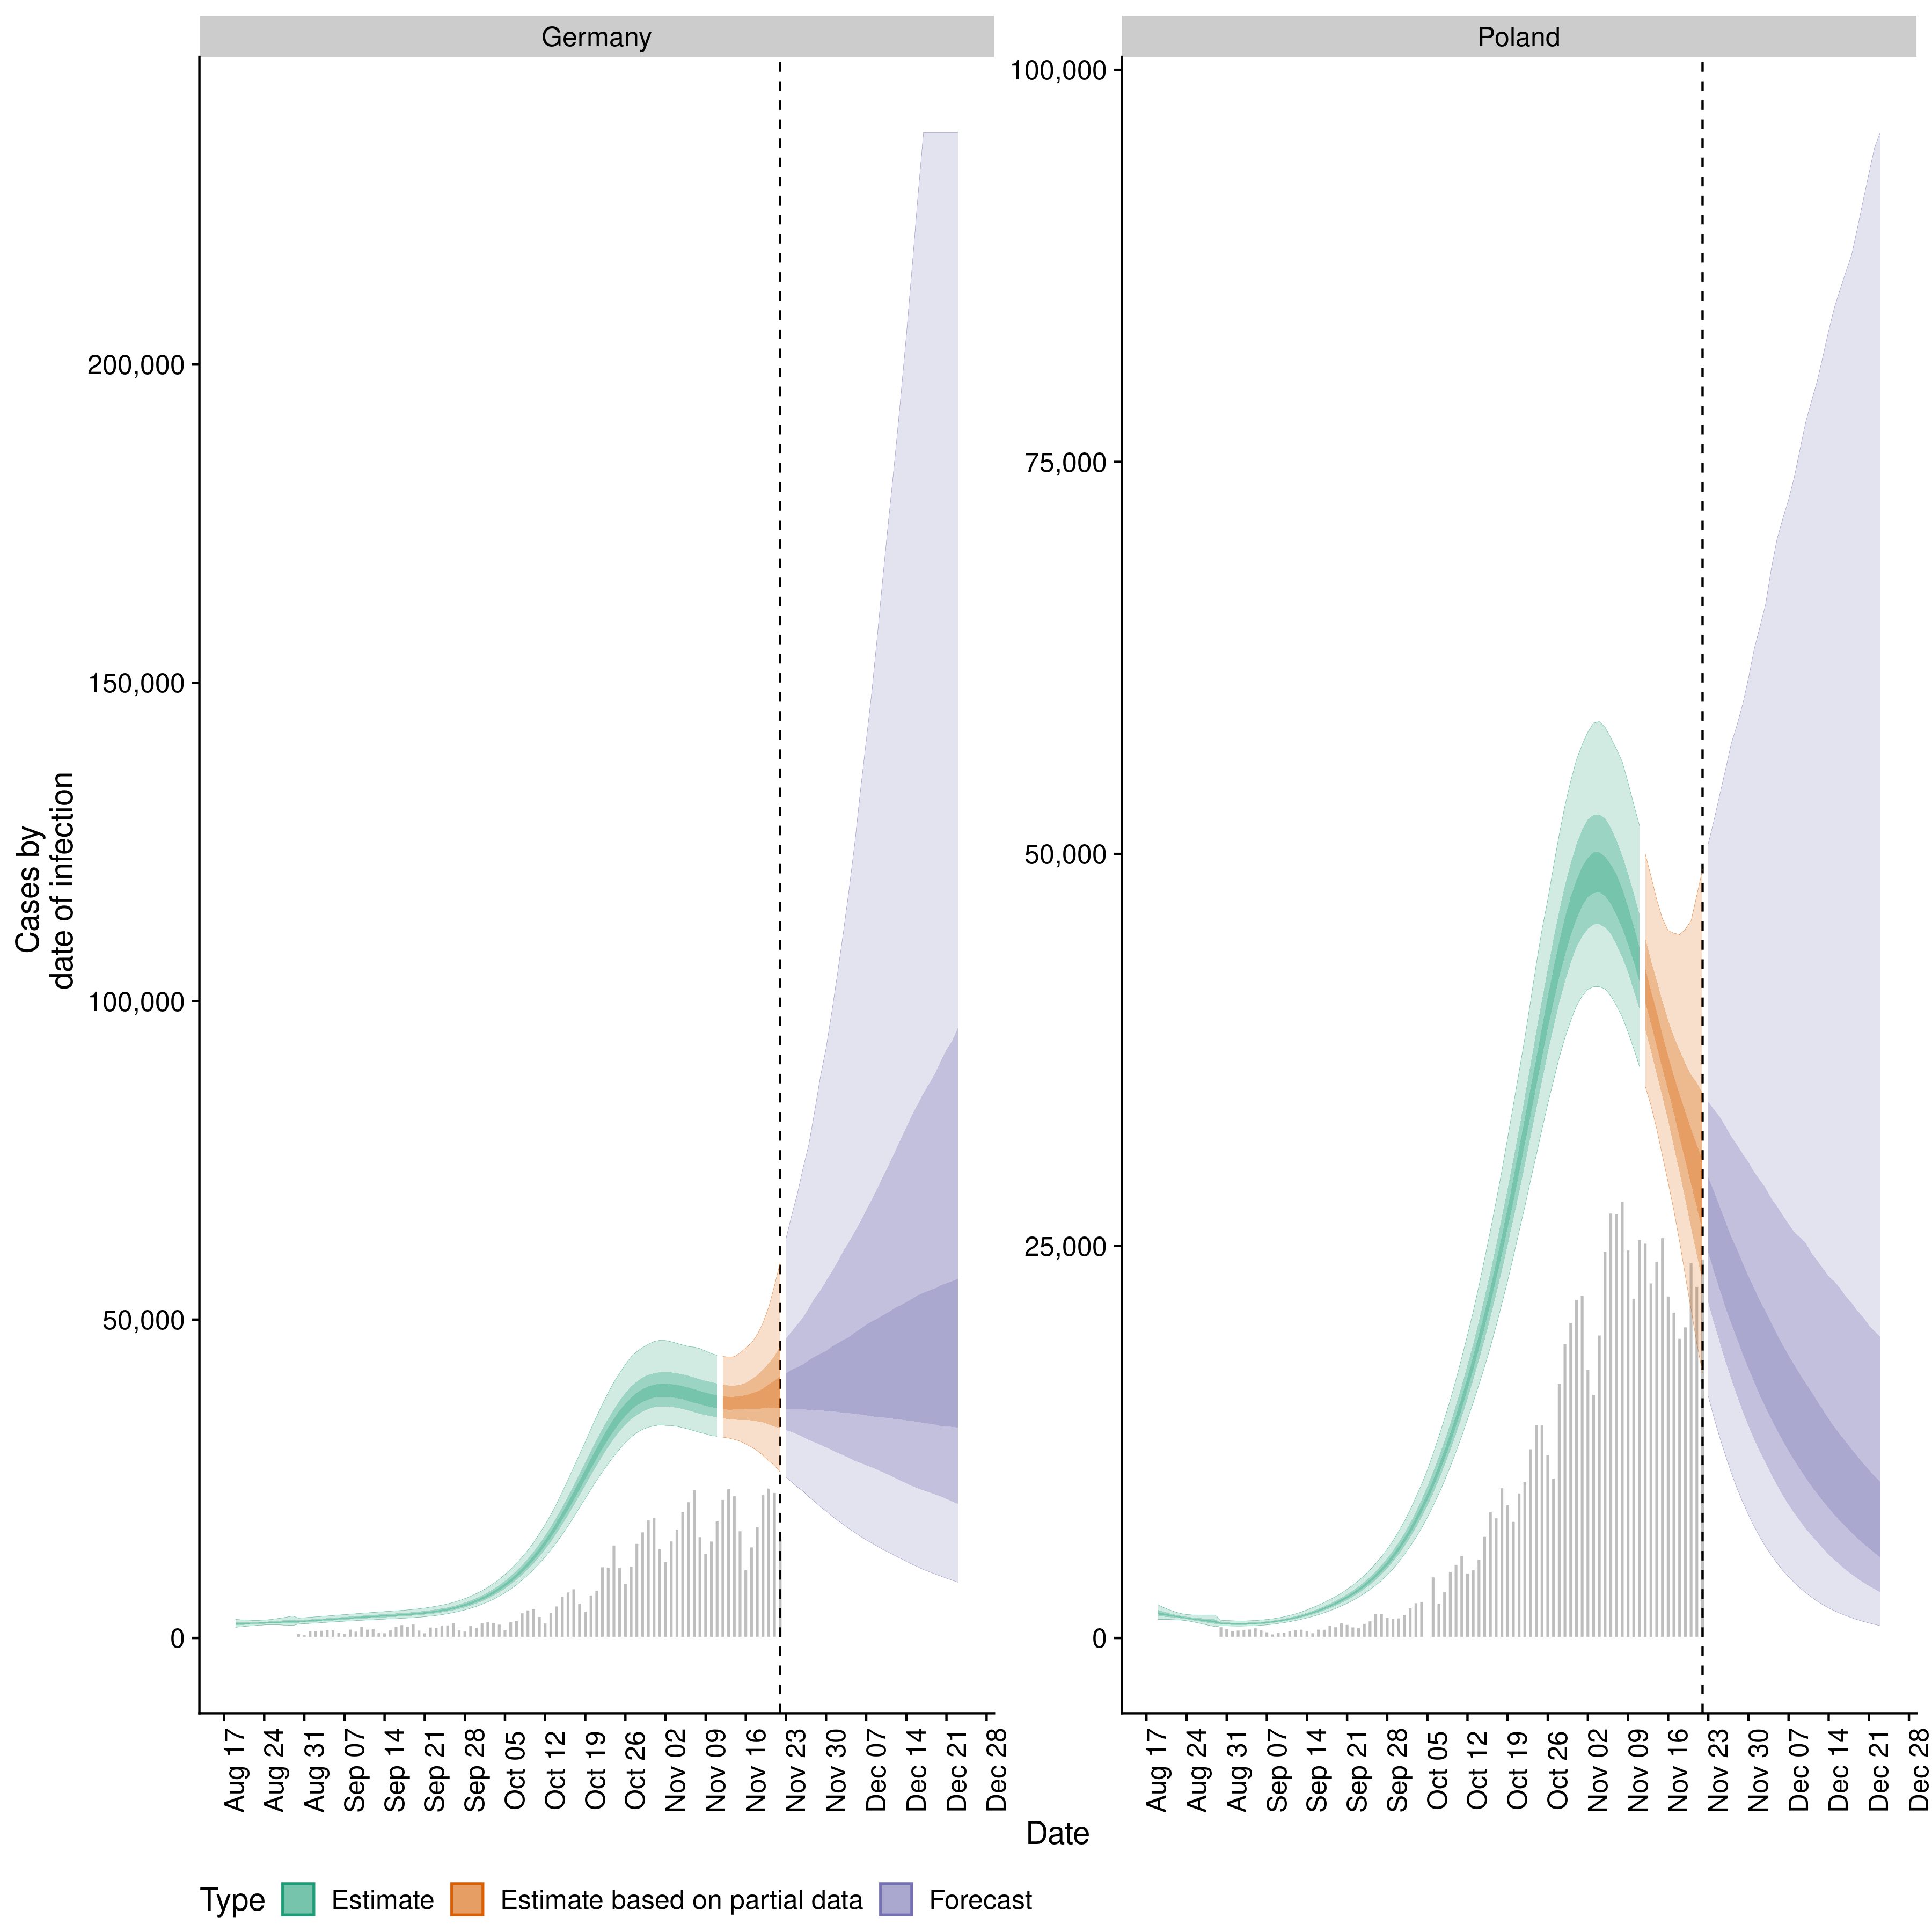 Germany
Poland
Cases by
date of infection
200,000
150,000
100,000
50,000
0
100,000
75,000
50,000
25,000
0
Aug 17
Aug 24
Aug 31
Sep 07
Sep 14
Sep 21
Sep 28
Oct 05
Oct 12
Oct 19
Oct 26
Nov 02
Nov 09
Nov 16
Nov 23
Nov 30
Dec 07
Dec 14
Dec 21
Dec 28
Aug 17
Aug 24
Aug 31
Sep 07
Sep 14
Sep 21
Sep 28
Oct 05
Oct 12
Oct 19
Oct 26
Nov 02
Nov 09
Nov 16
Nov 23
Nov 30
Dec 07
Dec 14
Dec 21
Dec 28
Date
Type Estimate Estimate based on partial data Forecast